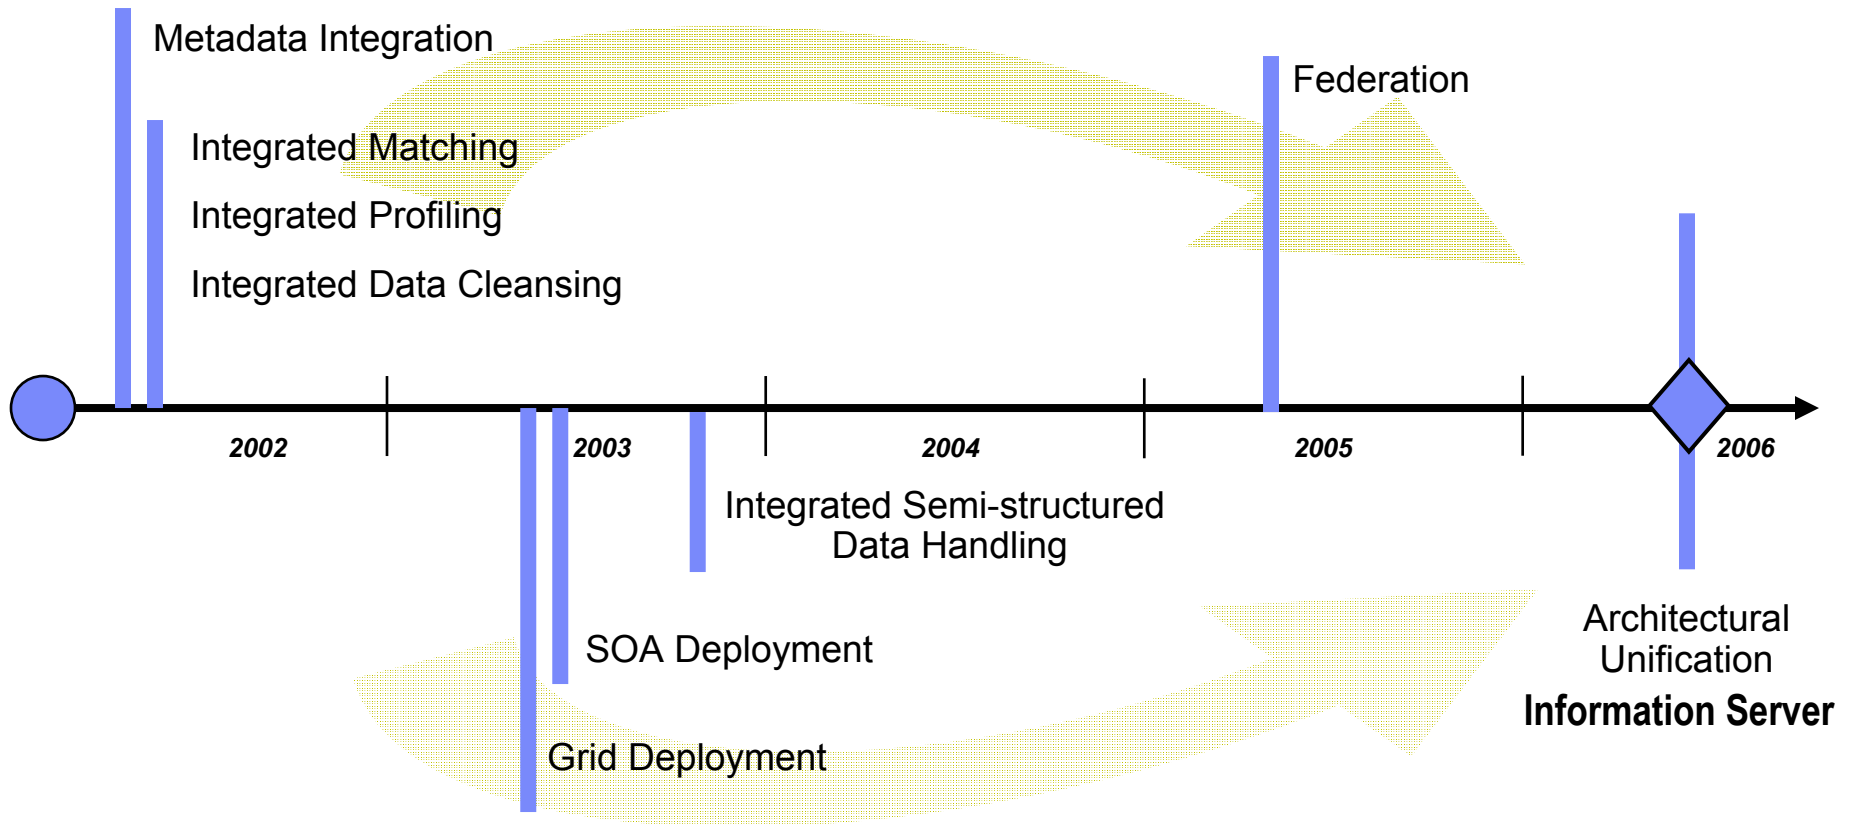 Metadata Integration
Federation
Integrated Matching
Integrated Profiling
Integrated Data Cleansing
2002
2003
2004
2005
2006
Integrated Semi-structured
Data Handling
SOA Deployment
Grid Deployment
Architectural
Unification
Information Server